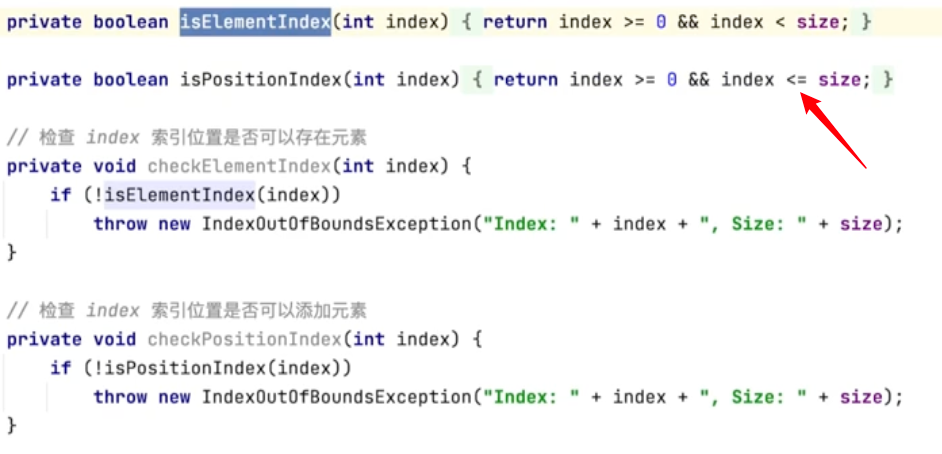 private boolean isElementIndex(int index) { return index >= 0 && index < size; }
private boolean isPositionIndex(int index) { return index >= 0 && index <= size; }
// 检查 index 索引位置是否可以存在元素
private void checkElementIndex(int index) {
if (!isElementIndex(index))
throw new IndexOutOfBoundsException("Index: " + index + ", Size: " + size);
}
// 检查 index 索引位置是否可以添加元素
private void checkPositionIndex(int index) {
if (!isPositionIndex(index))
throw new IndexOutOfBoundsException("Index: " + index + ", Size: " + size);
}